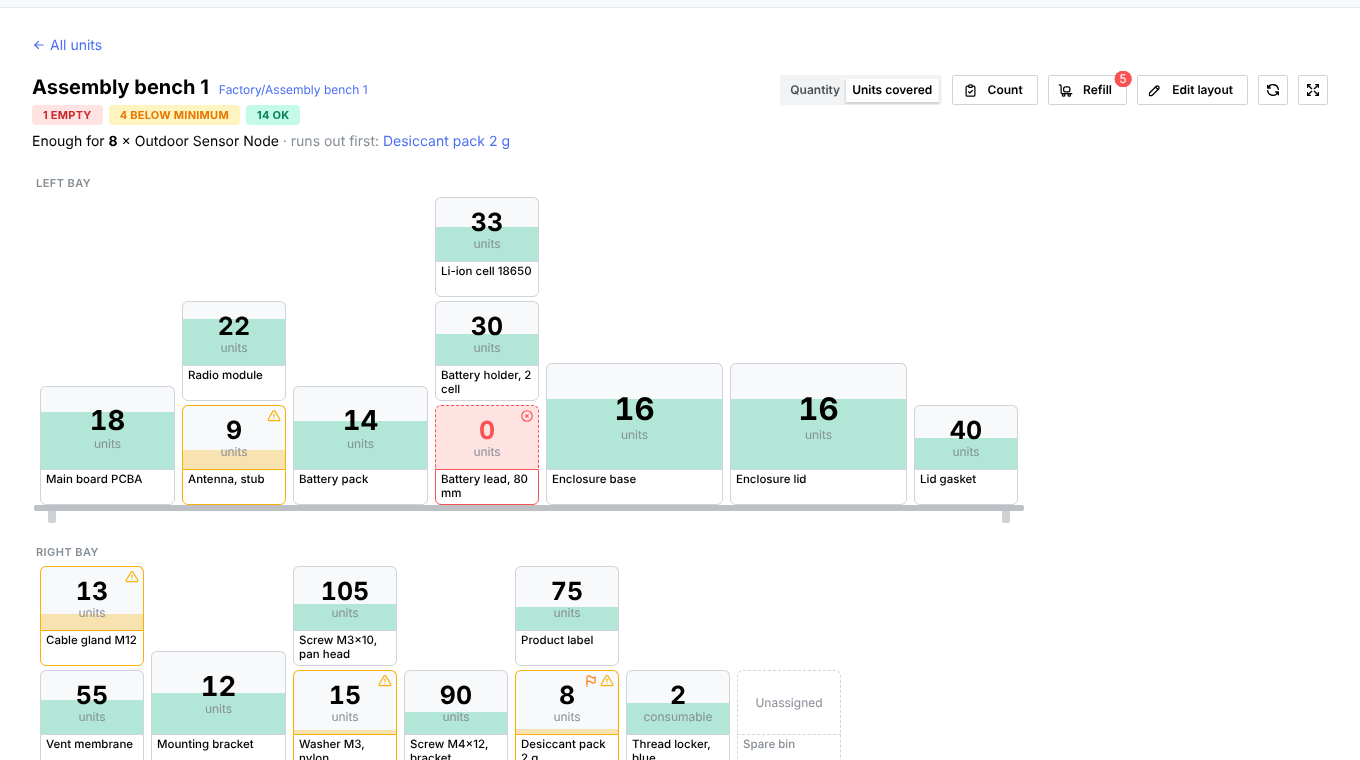 ← All units
Assembly bench 1 Factory/Assembly bench 1
Quantity Units covered Count Refill 5 Edit layout
1 EMPTY 4 BELOW MINIMUM 14 OK
Enough for 8 × Outdoor Sensor Node · runs out first: Desiccant pack 2 g
LEFT BAY
33
units
Li-ion cell 18650
22
units
Radio module
30
units
Battery holder, 2
cell
18
units
Main board PCBA
9
units
Antenna, stub
14
units
Battery pack
0
units
Battery lead, 80
mm
16
units
Enclosure base
16
units
Enclosure lid
40
units
Lid gasket
RIGHT BAY
13
units
Cable gland M12
105
units
Screw M3×10,
pan head
75
units
Product label
55
units
Vent membrane
12
units
Mounting bracket
15
units
Washer M3,
nylon
90
units
Screw M4×12,
bracket
8
units
Desiccant pack
2 g
2
consumable
Thread locker,
blue
Unassigned
Spare bin